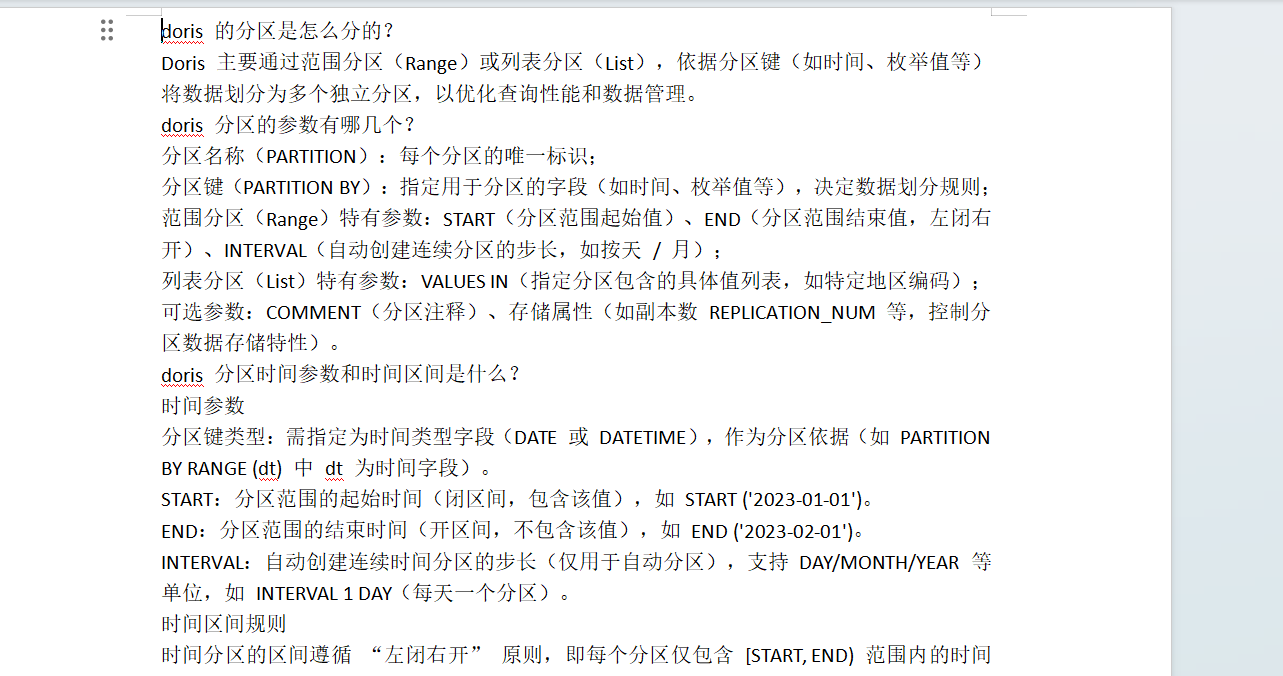 doris 的分区是怎么分的？
Doris 主要通过范围分区（Range）或列表分区（List），依据分区键（如时间、枚举值等）
将数据划分为多个独立分区，以优化查询性能和数据管理。
doris 分区的参数有哪几个？
分区名称（PARTITION）：每个分区的唯一标识；
分区键（PARTITION BY）：指定用于分区的字段（如时间、枚举值等），决定数据划分规则；
范围分区（Range）特有参数：START（分区范围起始值）、END（分区范围结束值，左闭右
开）、INTERVAL（自动创建连续分区的步长，如按天 / 月）；
列表分区（List）特有参数：VALUES IN（指定分区包含的具体值列表，如特定地区编码）；
可选参数：COMMENT（分区注释）、存储属性（如副本数 REPLICATION_NUM 等，控制分
区数据存储特性）。
doris 分区时间参数和时间区间是什么？
时间参数
分区键类型：需指定为时间类型字段（DATE 或 DATETIME），作为分区依据（如 PARTITION
BY RANGE (dt) 中 dt 为时间字段）。
START：分区范围的起始时间（闭区间，包含该值），如 START ('2023-01-01')。
END：分区范围的结束时间（开区间，不包含该值），如 END ('2023-02-01')。
INTERVAL：自动创建连续时间分区的步长（仅用于自动分区），支持 DAY/MONTH/YEAR 等
单位，如 INTERVAL 1 DAY（每天一个分区）。
时间区间规则
时间分区的区间遵循 “左闭右开” 原则，即每个分区仅包含 [START, END) 范围内的时间